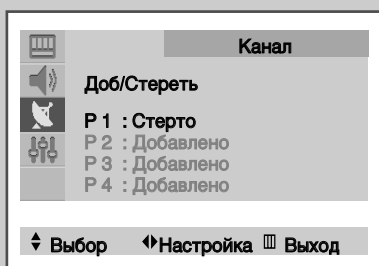 Канал
Доб/Стереть
P 1 : Стерто
P 2 : Добавлено
P 3 : Добавлено
P 4 : Добавлено
Выбор Настройка Выход